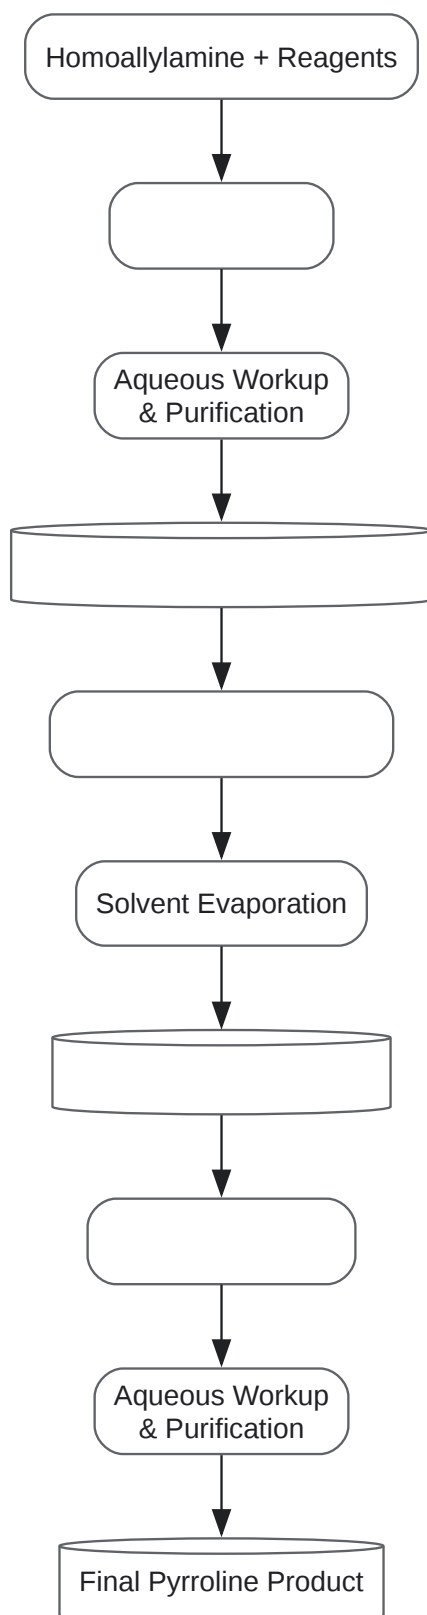 Homoallylamine + Reagents
Aqueous Workup
& Purification
Solvent Evaporation
Aqueous Workup
& Purification
Final Pyrroline Product